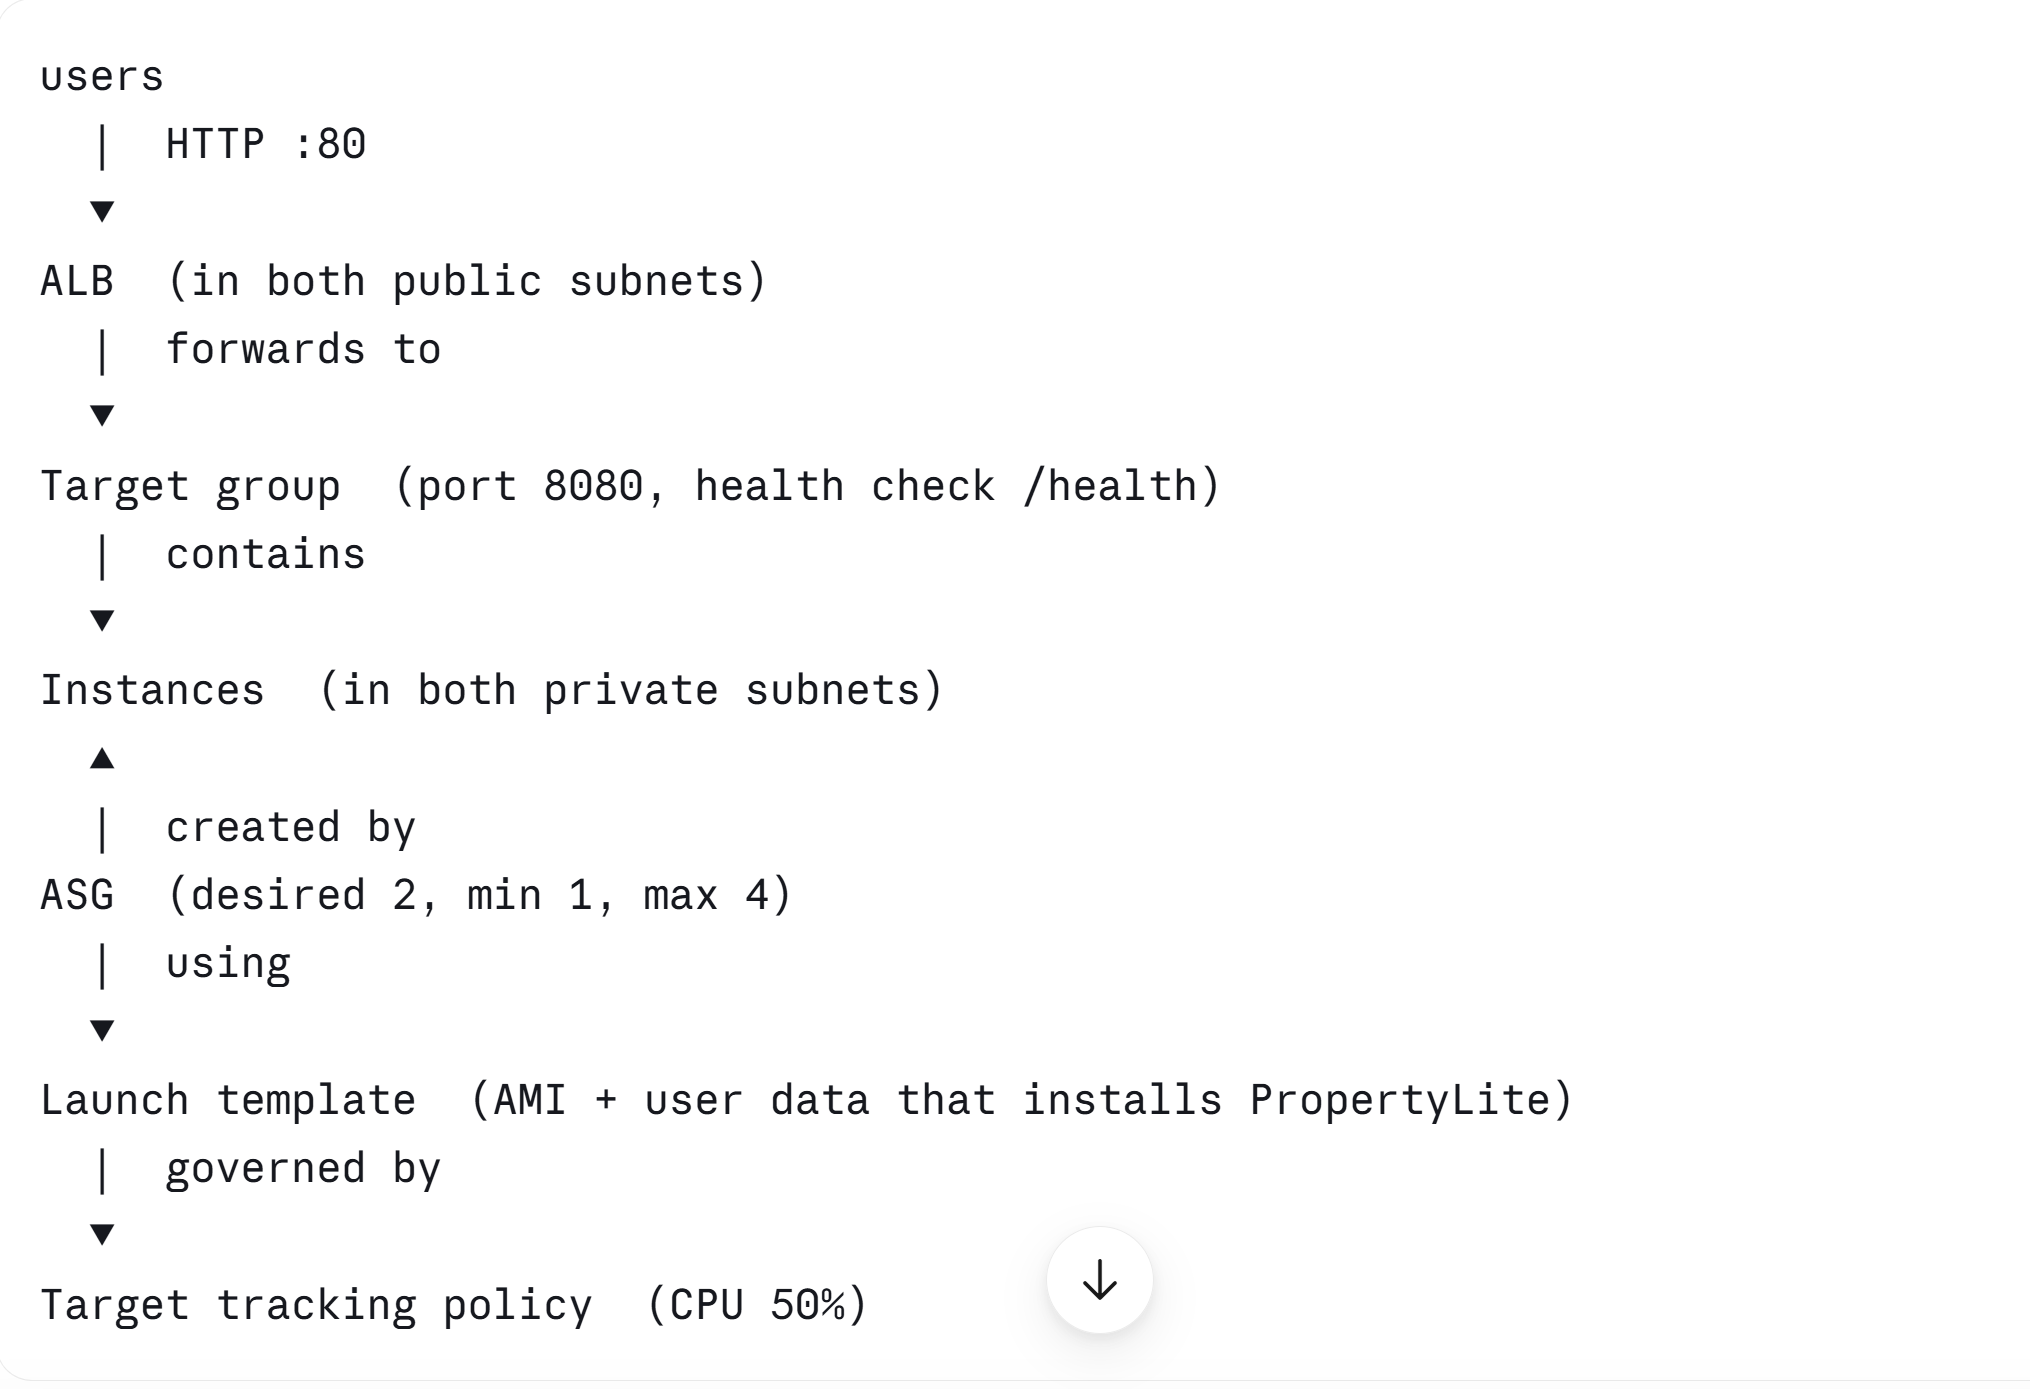 users
│ HTTP :80
▼
ALB (in both public subnets)
│ forwards to
▼
Target group (port 8080, health check /health)
│ contains
▼
Instances (in both private subnets)
▲
│ created by
ASG (desired 2, min 1, max 4)
│ using
▼
Launch template (AMI + user data that installs PropertyLite)
│ governed by
▼
Target tracking policy (CPU 50%)